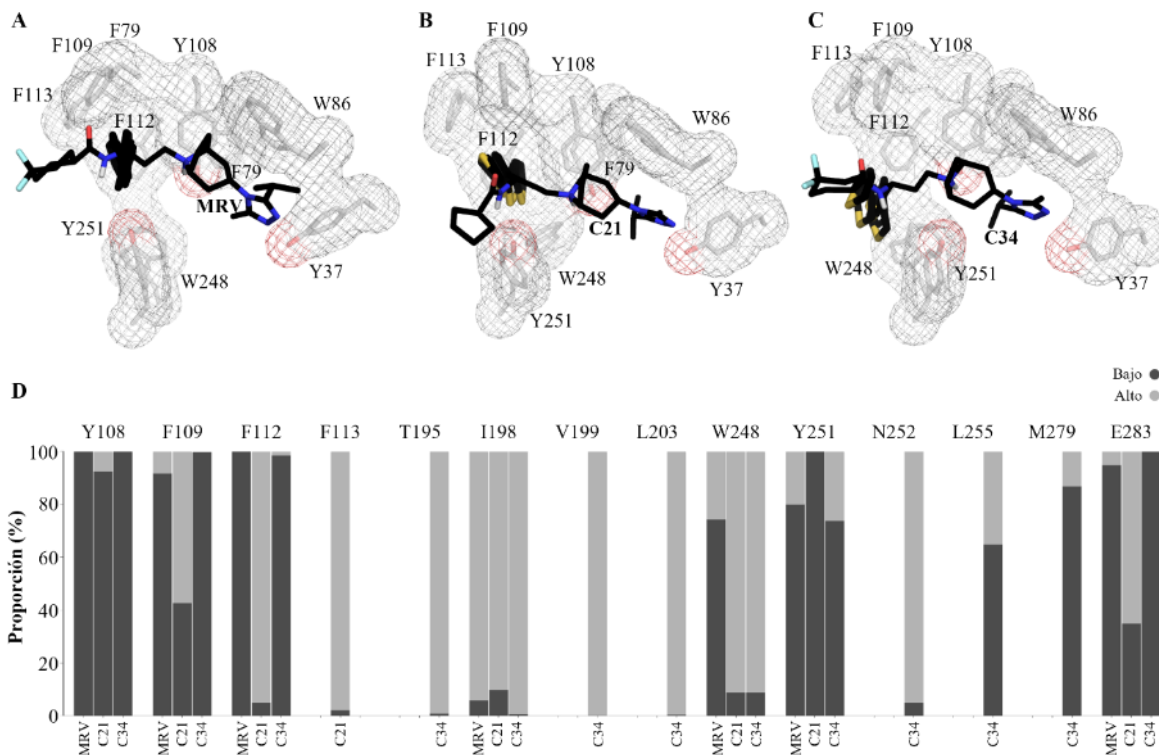 A
F79
F109
Y108
F113
W86
F112
F79
MRV
Y251
W248
Y37
B
F109
F113
Y108
W86
F112
F79
C21
W248
Y251
Y37
C
F109
Y108
F113
W86
F112
C34
W248
Y251
Y37
D
Bajo
Alto
Y108 F109 F112 F113 T195 I198 V199 L203 W248 Y251 N252 L255 M279 E283
Proporción (%)
100
80
60
40
20
0
MRV C21 C34 MRV C21 C34 MRV C21 C34 C21 C34 MRV C21 C34 C34 C34 MRV C21 C34 MRV C21 C34 C34 C34 C34 MRV C21 C34